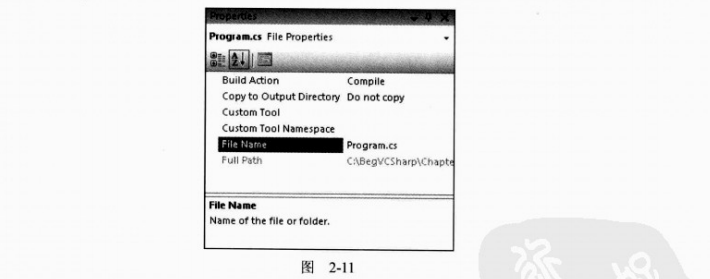 Properties
Program.cs File Properties
Build Action Compile
Copy to Output Directory Do not copy
Custom Tool
Custom Tool Namespace
File Name Program.cs
Full Path C:\BegVCSharp\Chapte
File Name
Name of the file or folder.
图 2-11